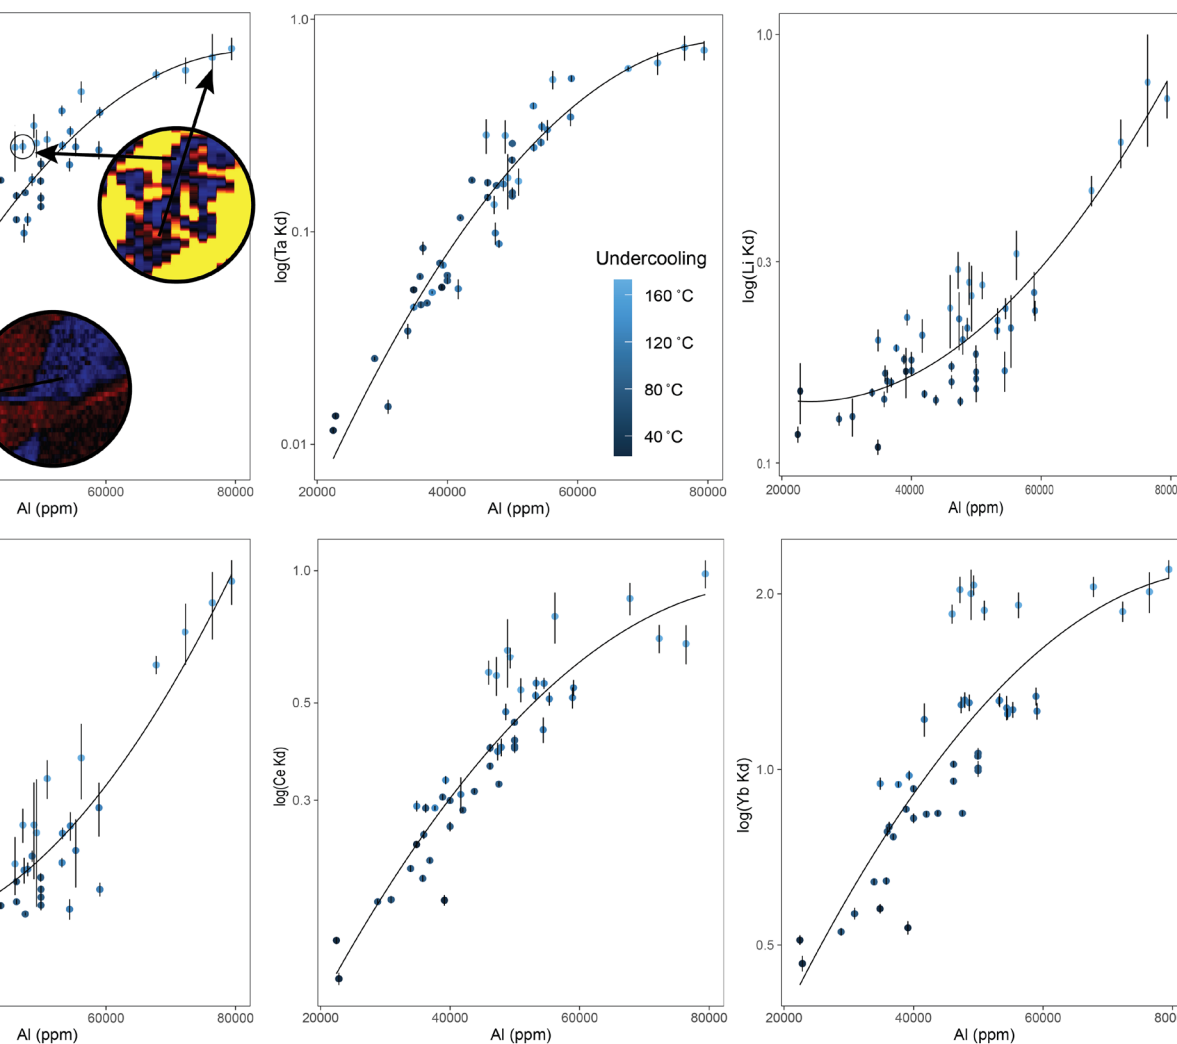 1.0
0.1
0.01
log(Ta Kd)
Undercooling
160 °C
120 °C
80 °C
40 °C
1.0
0.3
0.1
log(Li Kd)
60000 80000
Al (ppm)
20000 40000 60000 80000
Al (ppm)
20000 40000 60000 8000
Al (ppm)
1.0
0.5
0.3
log(Ce Kd)
2.0
1.0
0.5
log(Yb Kd)
60000 80000
Al (ppm)
20000 40000 60000 80000
Al (ppm)
20000 40000 60000 8000
Al (ppm)